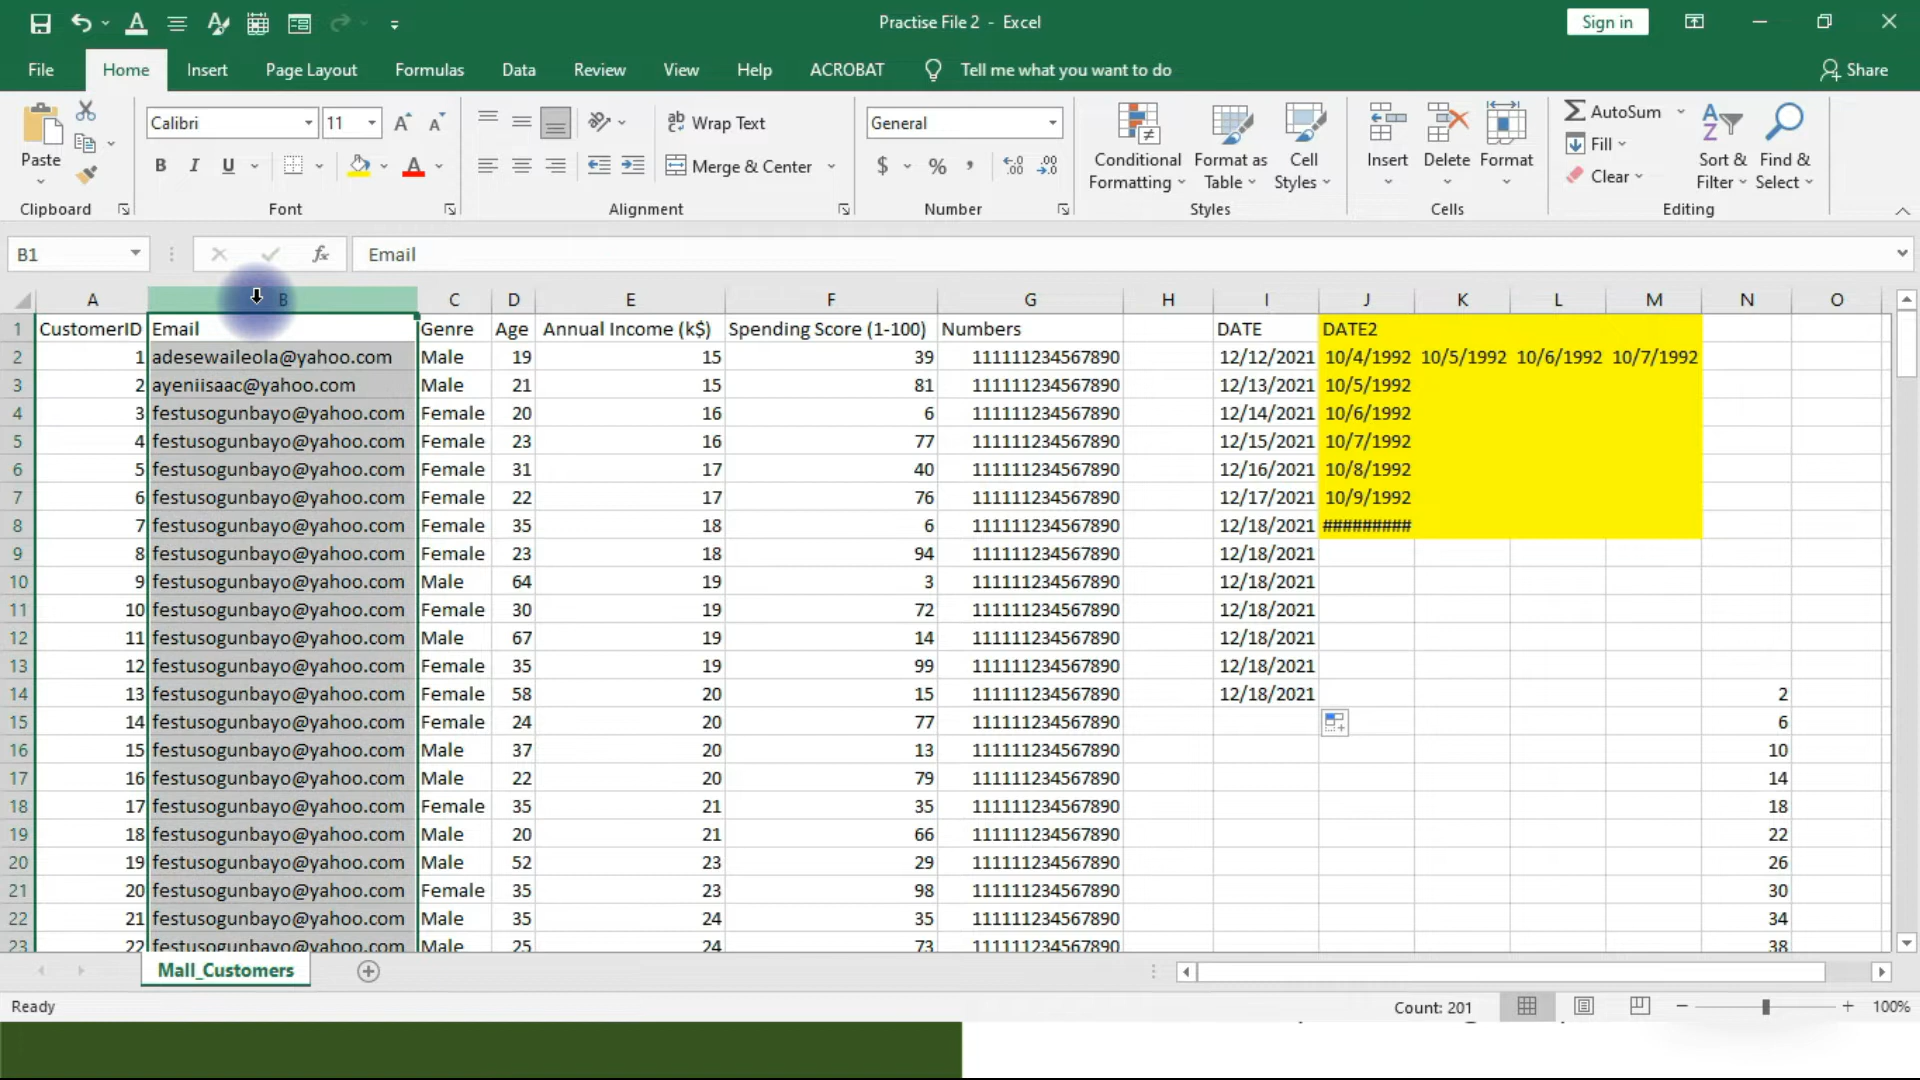 Practise File 2 - Excel
Sign in
File Home Insert Page Layout Formulas Data Review View Help ACROBAT Tell me what you want to do Share
Paste
Clipboard
Calibri 11
B I U
Font
Wrap Text
Merge & Center
Alignment
General
$ % ,
Number
Conditional Formatting
Format as Table
Cell Styles
Styles
Insert Delete Format
Cells
AutoSum
Fill
Clear
Sort & Filter
Find & Select
Editing
B1 fx Email
A B C D E F G H I J K L M N O
1 CustomerID Email Genre Age Annual Income (k$) Spending Score (1-100) Numbers DATE DATE2
2 1 adesewaileola@yahoo.com Male 19 15 39 111111234567890 12/12/2021 10/4/1992 10/5/1992 10/6/1992 10/7/1992
3 2 ayeniisaac@yahoo.com Male 21 15 81 111111234567890 12/13/2021 10/5/1992
4 3 festusogunbayo@yahoo.com Female 20 16 6 111111234567890 12/14/2021 10/6/1992
5 4 festusogunbayo@yahoo.com Female 23 16 77 111111234567890 12/15/2021 10/7/1992
6 5 festusogunbayo@yahoo.com Female 31 17 40 111111234567890 12/16/2021 10/8/1992
7 6 festusogunbayo@yahoo.com Female 22 17 76 111111234567890 12/17/2021 10/9/1992
8 7 festusogunbayo@yahoo.com Female 35 18 6 111111234567890 12/18/2021 #########
9 8 festusogunbayo@yahoo.com Female 23 18 94 111111234567890 12/18/2021
10 9 festusogunbayo@yahoo.com Male 64 19 3 111111234567890 12/18/2021
11 10 festusogunbayo@yahoo.com Female 30 19 72 111111234567890 12/18/2021
12 11 festusogunbayo@yahoo.com Male 67 19 14 111111234567890 12/18/2021
13 12 festusogunbayo@yahoo.com Female 35 19 99 111111234567890 12/18/2021
14 13 festusogunbayo@yahoo.com Female 58 20 15 111111234567890 12/18/2021 2
15 14 festusogunbayo@yahoo.com Female 24 20 77 111111234567890 6
16 15 festusogunbayo@yahoo.com Male 37 20 13 111111234567890 10
17 16 festusogunbayo@yahoo.com Male 22 20 79 111111234567890 14
18 17 festusogunbayo@yahoo.com Female 35 21 35 111111234567890 18
19 18 festusogunbayo@yahoo.com Male 20 21 66 111111234567890 22
20 19 festusogunbayo@yahoo.com Male 52 23 29 111111234567890 26
21 20 festusogunbayo@yahoo.com Female 35 23 98 111111234567890 30
22 21 festusogunbayo@yahoo.com Male 35 24 35 111111234567890 34
23 22 festusogunbayo@yahoo.com Male 25 24 73 111111234567890 38
Mall_Customers
Ready
Count: 201
100%